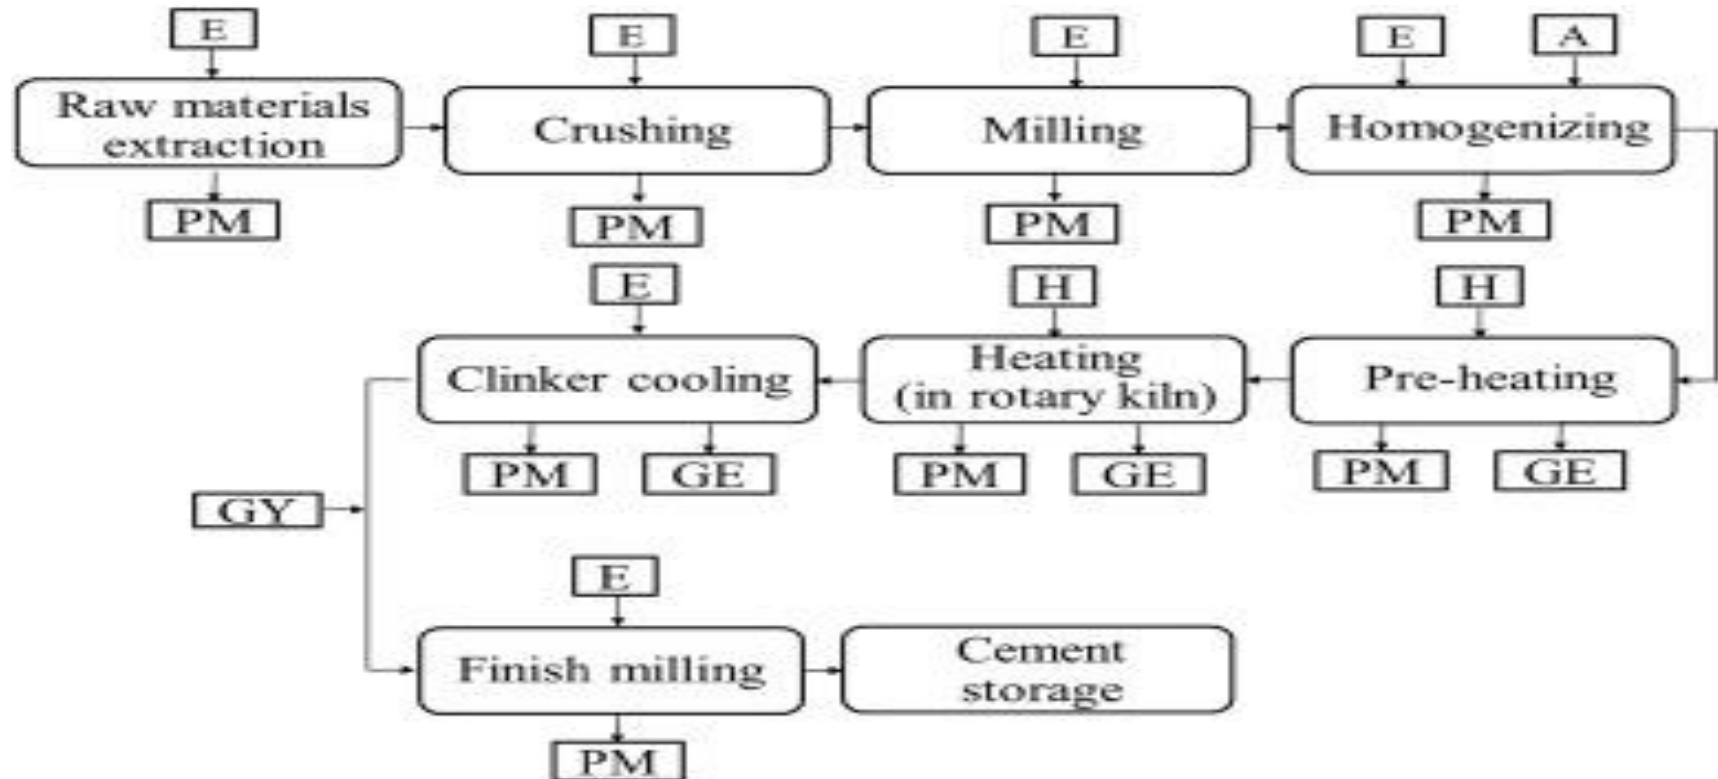 E
E
E
E
A
Raw materials
extraction
Crushing
Milling
Homogenizing
PM
PM
PM
PM
E
H
H
Clinker cooling
Heating
(in rotary kiln)
Pre-heating
PM
GE
PM
GE
PM
GE
GY
E
Finish milling
Cement
storage
PM